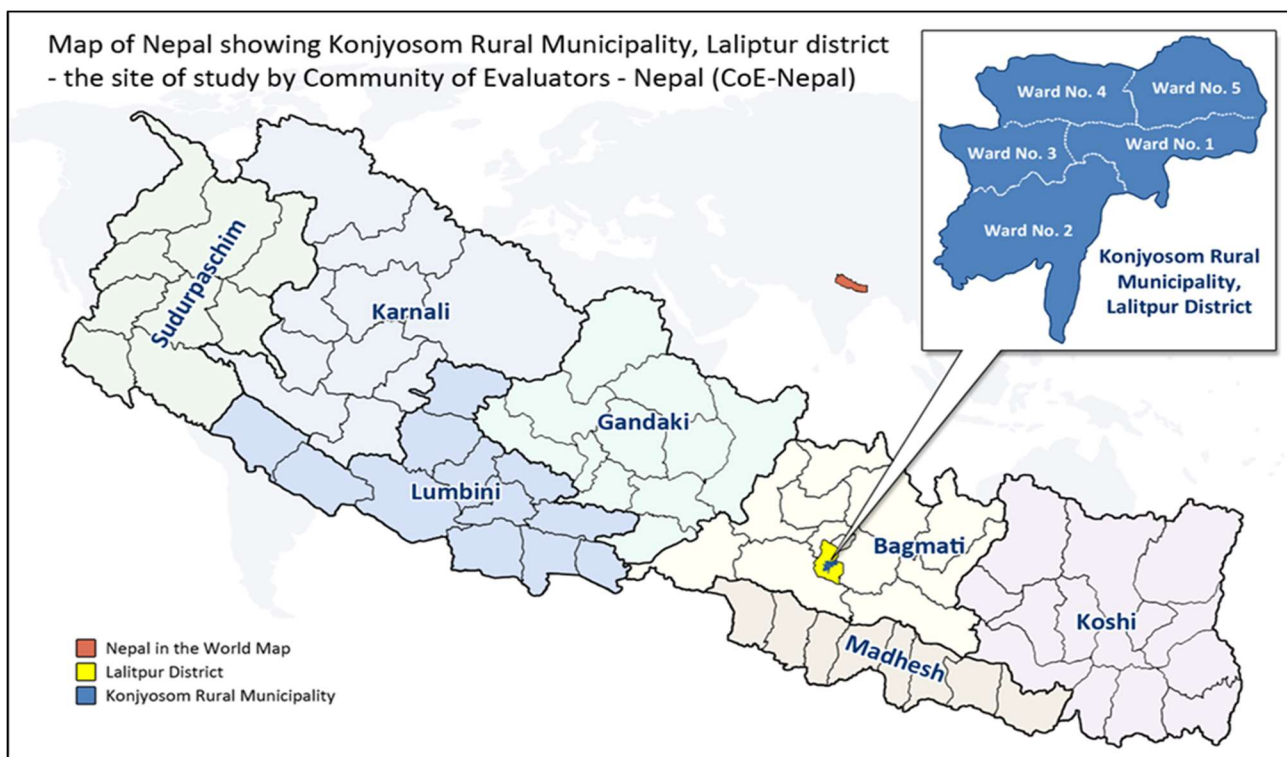 Map of Nepal showing Konjyosom Rural Municipality, Laliptur district
- the site of study by Community of Evaluators - Nepal (CoE-Nepal)
Ward No. 4
Ward No. 5
Ward No. 3
Ward No. 1
Ward No. 2
Konjyosom Rural
Municipality,
Lalitpur District
Sudurpaschim
Karnali
Gandaki
Lumbini
Bagmati
Koshi
Madhesh
Nepal in the World Map
Lalitpur District
Konjyosom Rural Municipality